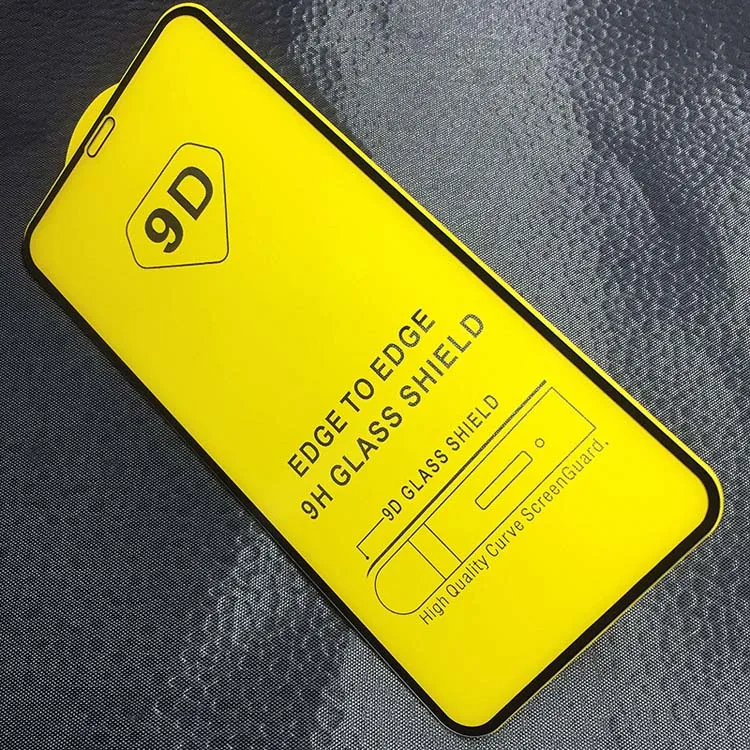 9D
EDGE TO EDGE
9H GLASS SHIELD
9D GLASS SHIELD
High Quality Curve ScreenGuard.